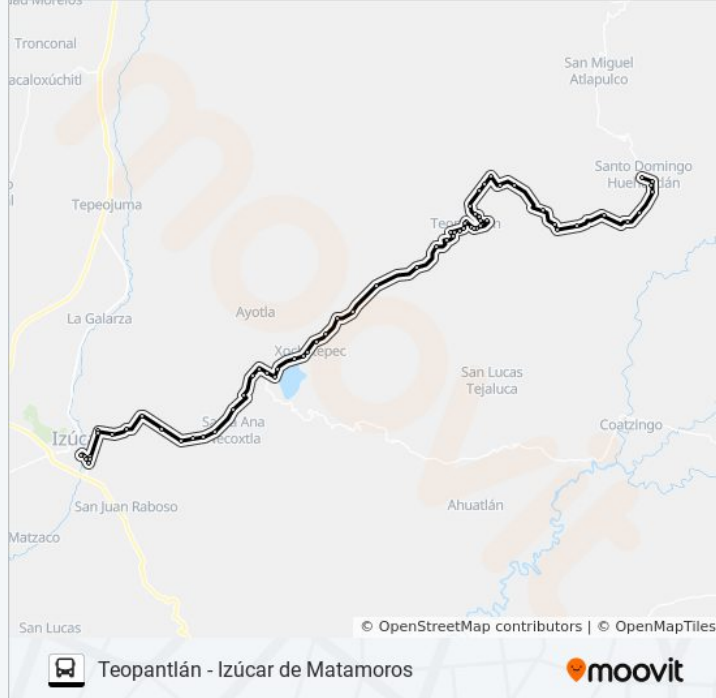 Tronconal
San Miguel
Atlapulco
Santo Domingo
Tepeojuma
La Galarza
Ayotla
San Lucas
Tejaluca
Coatzingo
San Juan Raboso
Ahuatlán
Matzaco
San Lucas
© OpenStreetMap contributors | © OpenMapTiles
Teopantlán - Izúcar de Matamoros
moovit